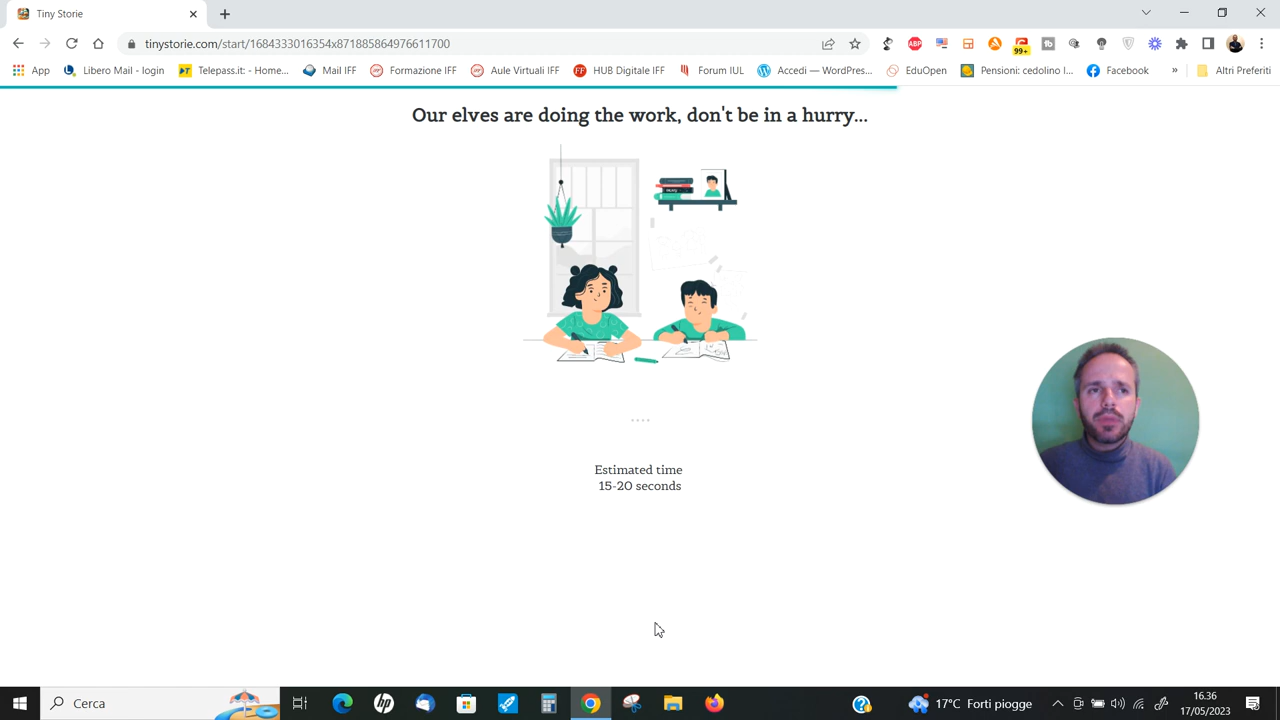 Tiny Storie
tinystorie.com/start/1684333016354x871885864976611700
ABP
99+
App
Libero Mail - login
Telepass.it: - Home...
Mail IFF
Formazione IFF
Aule Virtuali IFF
HUB Digitale IFF
Forum IUL
Accedi — WordPres...
EduOpen
Pensioni: cedolino I...
Facebook
»
Altri Preferiti
Our elves are doing the work, don't be in a hurry...
Estimated time
15-20 seconds
Cerca
17°C Forti piogge
16.36
17/05/2023